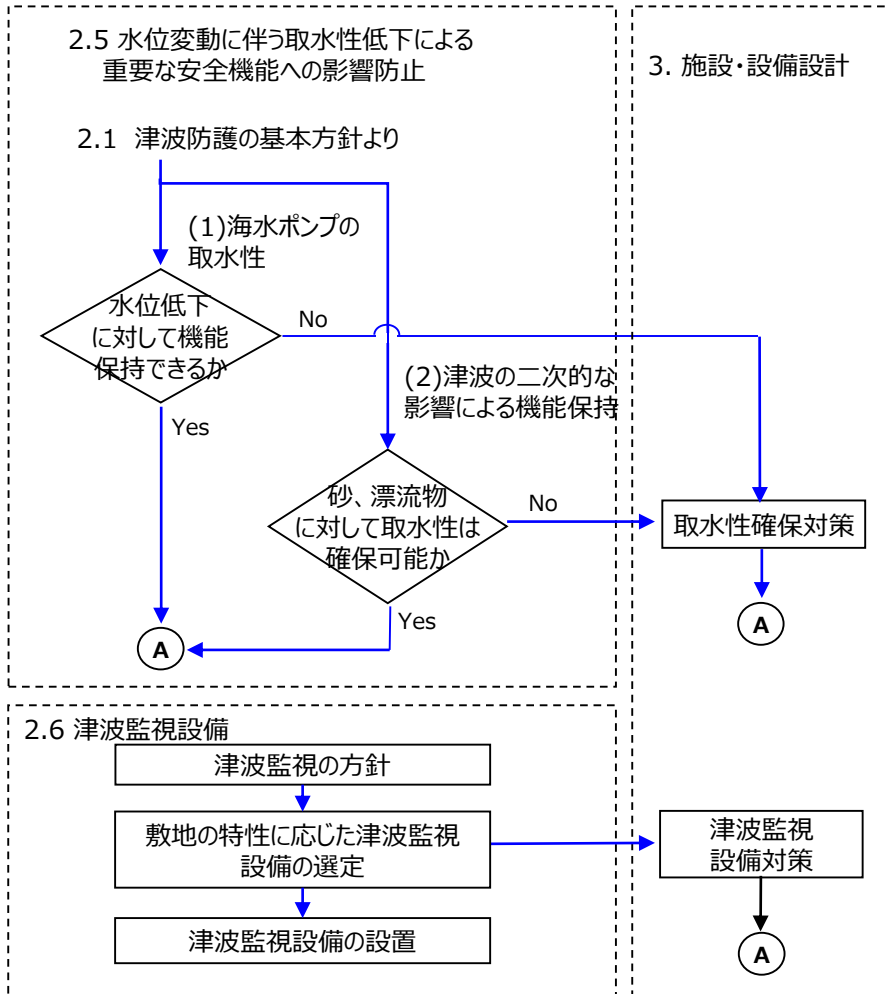 2.5 水位変動に伴う取水性低下による
重要な安全機能への影響防止
3. 施設・設備設計
2.1 津波防護の基本方針より
(1)海水ポンプの
取水性
水位低下
に対して機能
保持できるか
No
Yes
(2)津波の二次的な
影響による機能保持
砂、漂流物
に対して取水性は
確保可能か
No
Yes
取水性確保対策
A
A
2.6 津波監視設備
津波監視の方針
敷地の特性に応じた津波監視
設備の選定
津波監視設備の設置
津波監視
設備対策
A